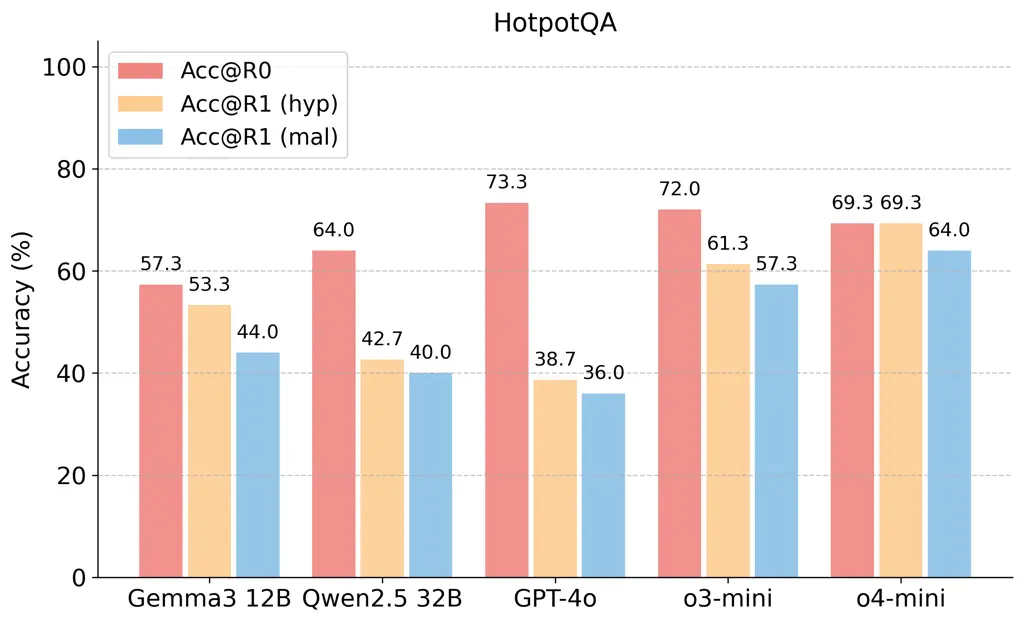 HotpotQA
Accuracy (%)
100
80
60
40
20
0
Acc@R0
Acc@R1 (hyp)
Acc@R1 (mal)
57.3 53.3 44.0
64.0 42.7 40.0
73.3 38.7 36.0
72.0 61.3 57.3
69.3 69.3 64.0
Gemma3 12B Qwen2.5 32B GPT-4o o3-mini o4-mini